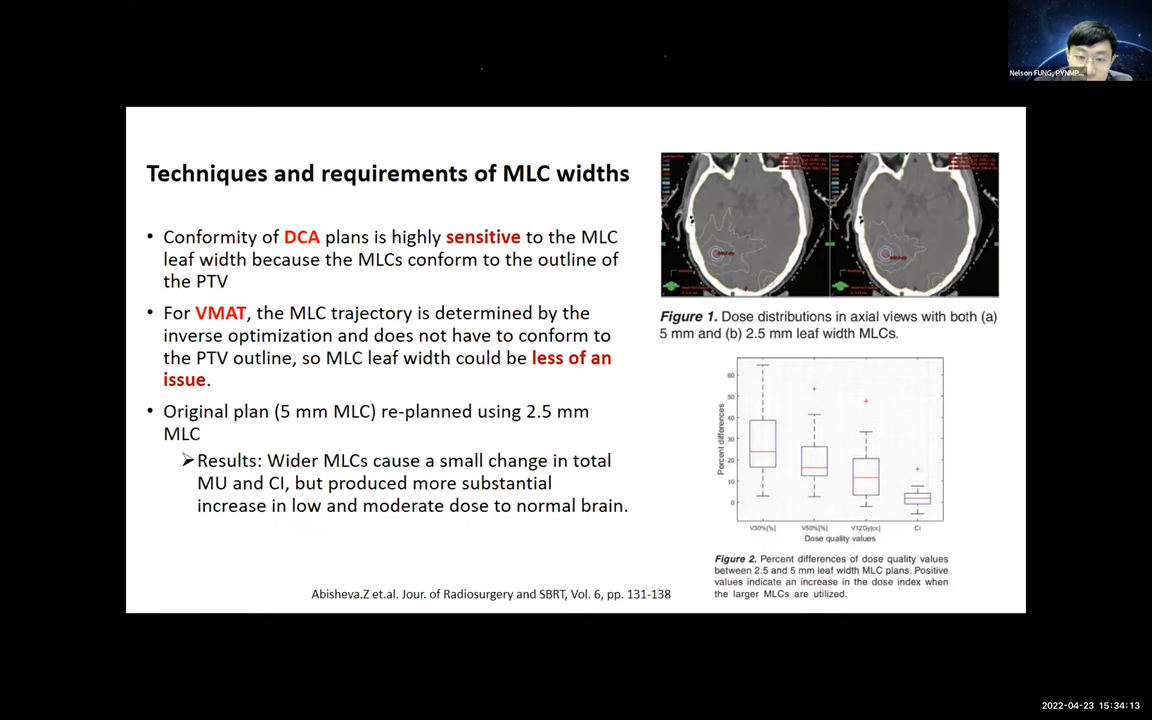 Nelson FUNG, PYNMP...
Techniques and requirements of MLC widths
• Conformity of DCA plans is highly sensitive to the MLC
leaf width because the MLCs conform to the outline of
the PTV
• For VMAT, the MLC trajectory is determined by the
inverse optimization and does not have to conform to
the PTV outline, so MLC leaf width could be less of an
issue.
• Original plan (5 mm MLC) re-planned using 2.5 mm
MLC
➢Results: Wider MLCs cause a small change in total
MU and CI, but produced more substantial
increase in low and moderate dose to normal brain.
Abisheva.Z et.al. Jour. of Radiosurgery and SBRT, Vol. 6, pp. 131-138
Figure 1. Dose distributions in axial views with both (a)
5 mm and (b) 2.5 mm leaf width MLCs.
Percent differences
60
50
40
30
20
10
0
V30%[%] V50%[%] V12Gy[cc] CI
Dose quality values
Figure 2. Percent differences of dose quality values
between 2.5 and 5 mm leaf width MLC plans. Positive
values indicate an increase in the dose index when
the larger MLCs are utilized.
2022-04-23 15:34:13